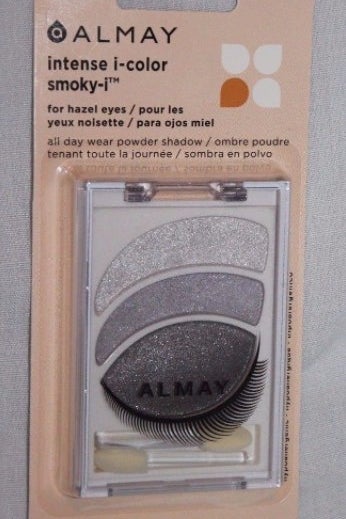 ALMAY
intense i-color
smoky-i™
for hazel eyes / pour les
yeux noisette / para ojos miel
all day wear powder shadow / ombre poudre
tenant toute la journée / sombra en polvo
ALMAY